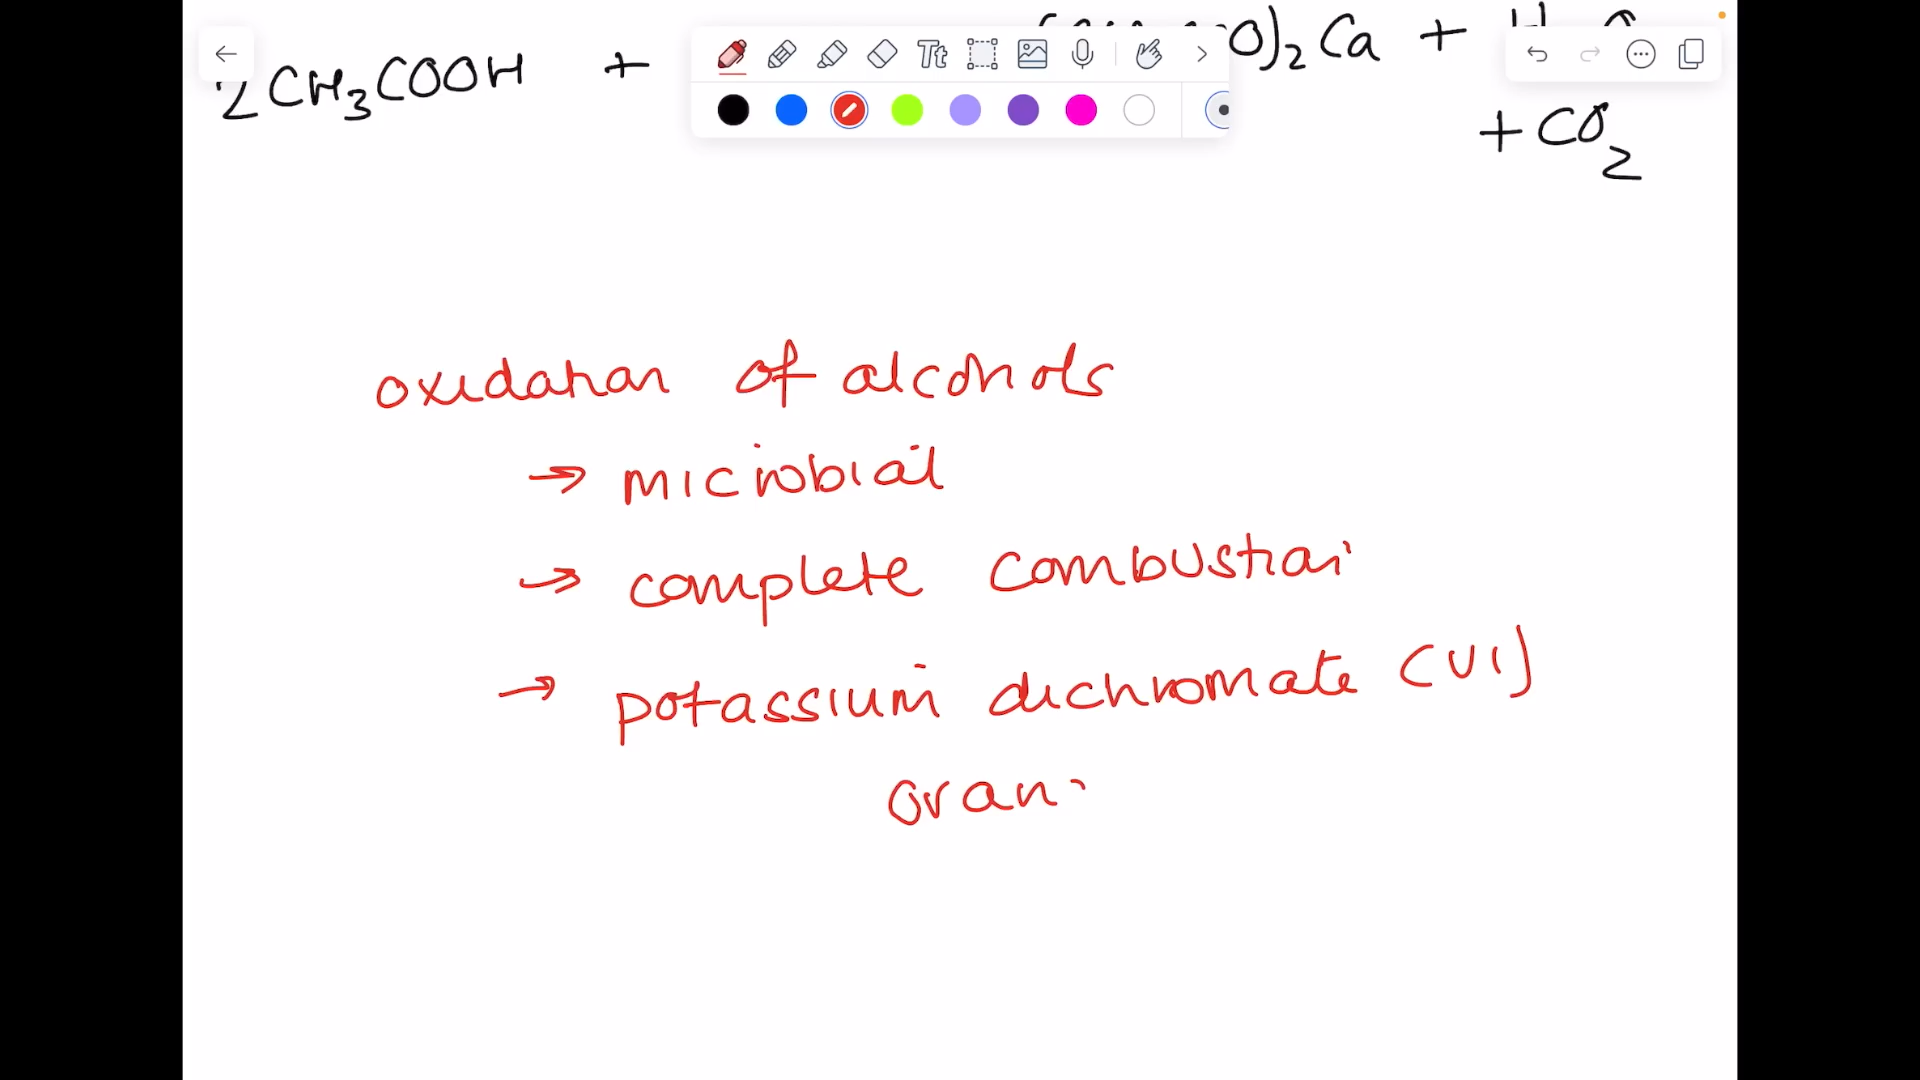 2CH₃COOH + O)₂Ca +
+ CO₂
oxidation of alcohols
→ microbial
→ complete combustion
→ potassium dichromate (VI)
oran